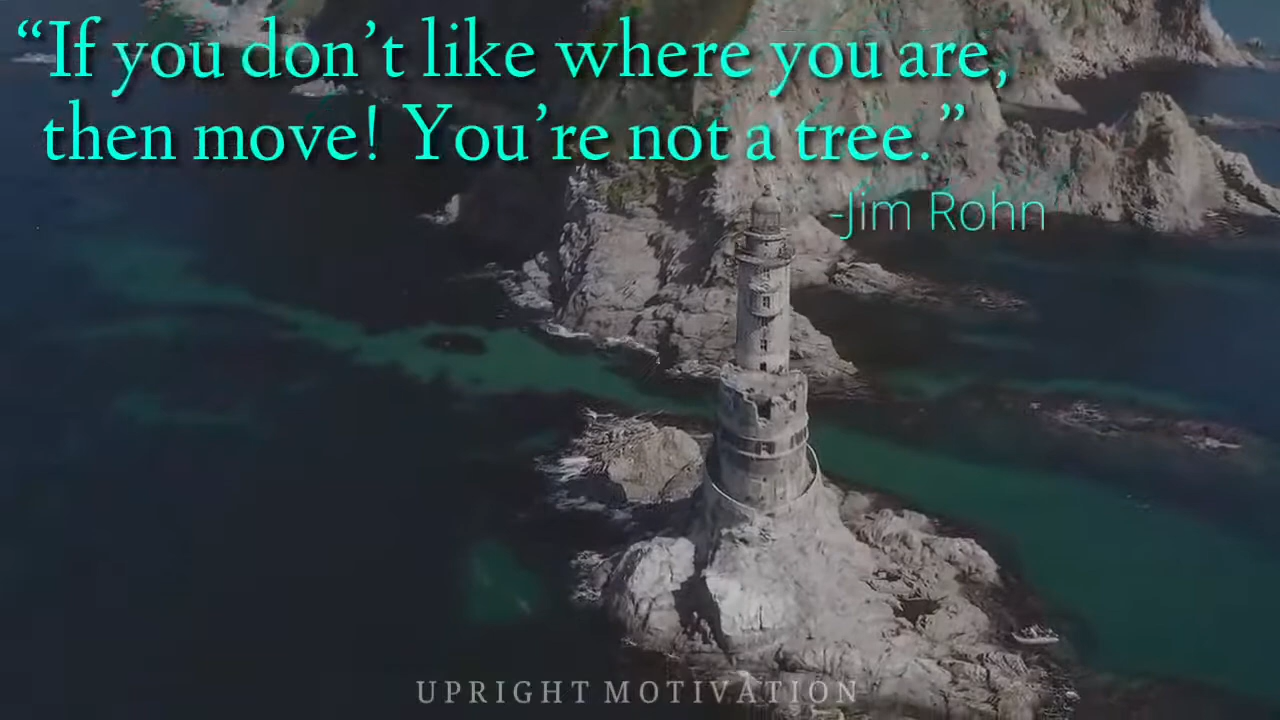 “If you don’t like where you are,
then move! You’re not a tree.”
-Jim Rohn
UPRIGHT MOTIVATION